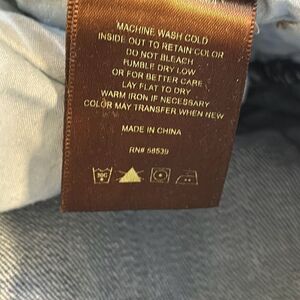 MACHINE WASH COLD
INSIDE OUT TO RETAIN COLOR
DO NOT BLEACH
TUMBLE DRY LOW
OR FOR BETTER CARE
LAY FLAT TO DRY
WARM IRON IF NECESSARY
COLOR MAY TRANSFER WHEN NEW
MADE IN CHINA
RN# 58539